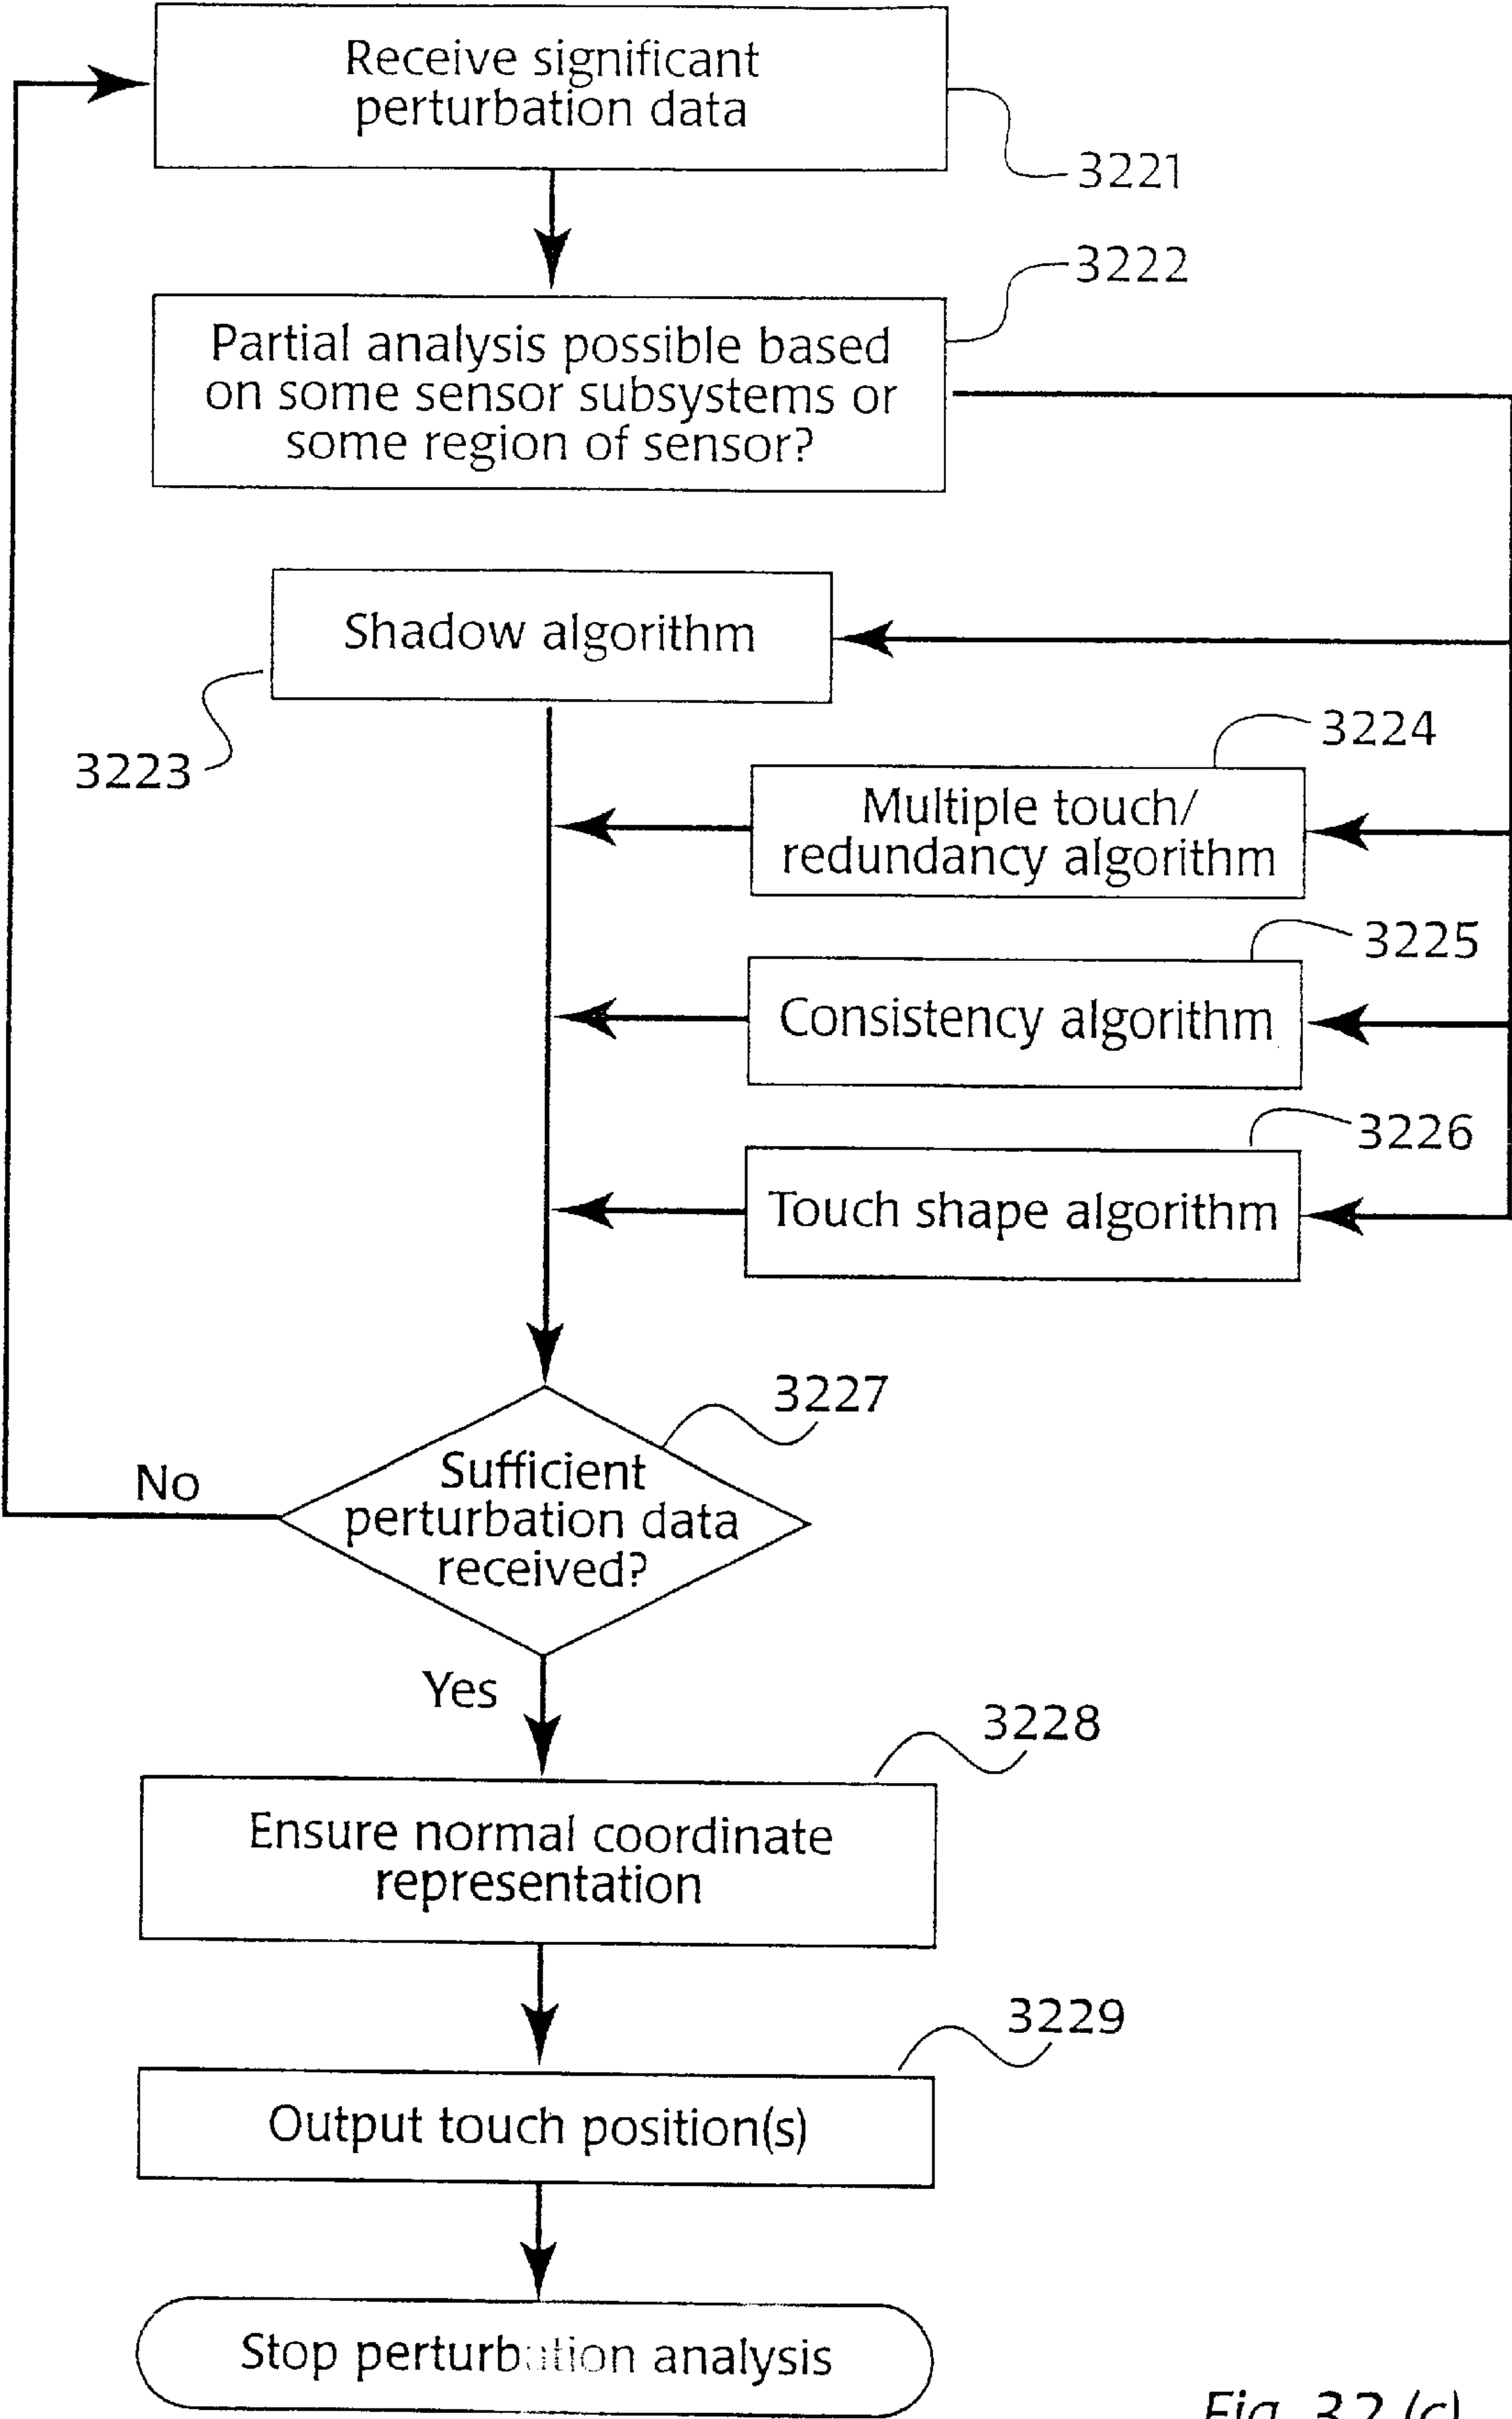 Receive significant
perturbation data
3221
3222
Partial analysis possible based
on some sensor subsystems or
some region of sensor?
Shadow algorithm
3223
3224
Multiple touch/
redundancy algorithm
3225
Consistency algorithm
3226
Touch shape algorithm
3227
Sufficient
perturbation data
received?
No
Yes
3228
Ensure normal coordinate
representation
3229
Output touch position(s)
Stop perturbation analysis
Fig. 32 (c)